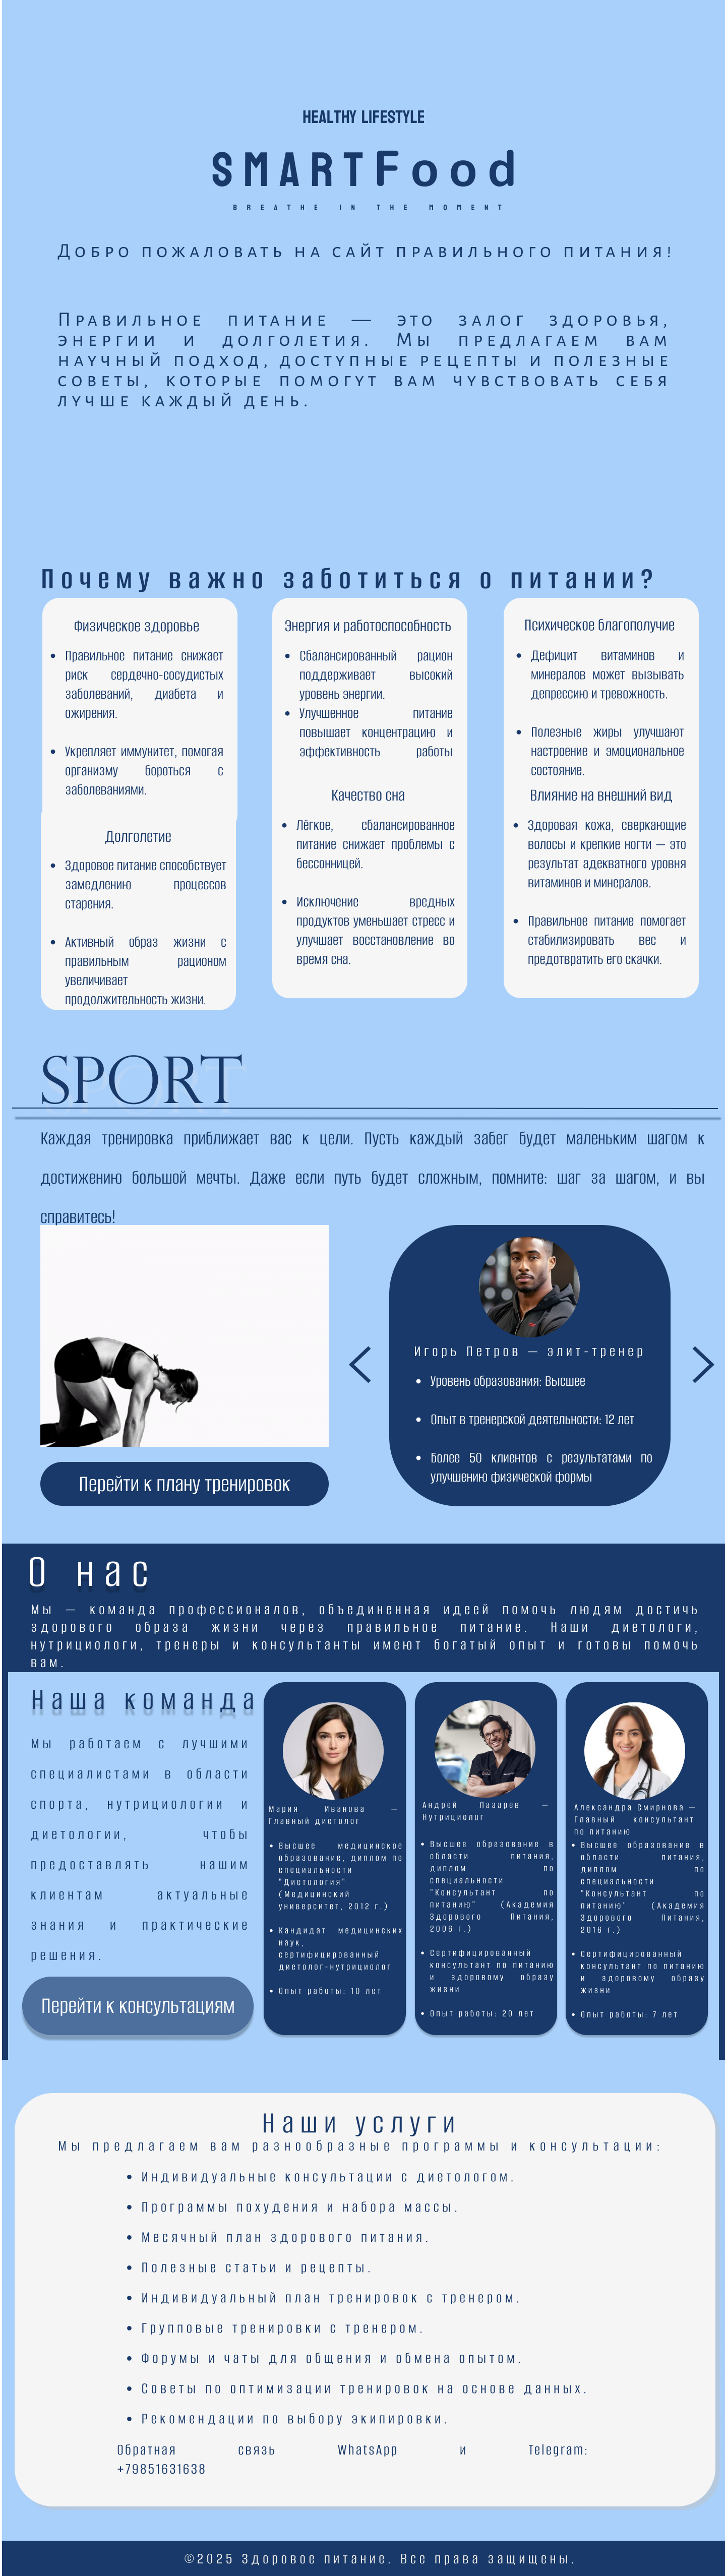 HEALTHY LIFESTYLE
SMARTFood
BREATHE IN THE MOMENT
Добро пожаловать на сайт правильного питания!
Правильное питание — это залог здоровья,
энергии и долголетия. Мы предлагаем вам
научный подход, доступные рецепты и полезные
советы, которые помогут вам чувствовать себя
лучше каждый день.
Почему важно заботиться о питании?
Физическое здоровье
• Правильное питание снижает
риск сердечно-сосудистых
заболеваний, диабета и
ожирения.
• Укрепляет иммунитет, помогая
организму бороться с
заболеваниями.
Долголетие
• Здоровое питание способствует
замедлению процессов
старения.
• Активный образ жизни с
правильным рационом
увеличивает
продолжительность жизни.
Энергия и работоспособность
• Сбалансированный рацион
поддерживает высокий
уровень энергии.
• Улучшенное питание
повышает концентрацию и
эффективность работы
Качество сна
• Лёгкое, сбалансированное
питание снижает проблемы с
бессонницей.
• Исключение вредных
продуктов уменьшает стресс и
улучшает восстановление во
время сна.
Психическое благополучие
• Дефицит витаминов и
минералов может вызывать
депрессию и тревожность.
• Полезные жиры улучшают
настроение и эмоциональное
состояние.
Влияние на внешний вид
• Здоровая кожа, сверкающие
волосы и крепкие ногти — это
результат адекватного уровня
витаминов и минералов.
• Правильное питание помогает
стабилизировать вес и
предотвратить его скачки.
SPORT
Каждая тренировка приближает вас к цели. Пусть каждый забег будет маленьким шагом к
достижению большой мечты. Даже если путь будет сложным, помните: шаг за шагом, и вы
справитесь!
Перейти к плану тренировок
Игорь Петров — элит-тренер
• Уровень образования: Высшее
• Опыт в тренерской деятельности: 12 лет
• Более 50 клиентов с результатами по
улучшению физической формы
О нас
Мы — команда профессионалов, объединенная идеей помочь людям достичь
здорового образа жизни через правильное питание. Наши диетологи,
нутрициологи, тренеры и консультанты имеют богатый опыт и готовы помочь
вам.
Наша команда
Мы работаем с лучшими
специалистами в области
спорта, нутрициологии и
диетологии, чтобы
предоставлять нашим
клиентам актуальные
знания и практические
решения.
Перейти к консультациям
Мария Иванова —
Главный диетолог
• Высшее медицинское
образование, диплом по
специальности
"Диетология"
(Медицинский
университет, 2012 г.)
• Кандидат медицинских
наук,
сертифицированный
диетолог-нутрициолог
• Опыт работы: 10 лет
Андрей Лазарев —
Нутрициолог
• Высшее образование в
области питания,
диплом по
специальности
"Консультант по
питанию" (Академия
Здорового Питания,
2006 г.)
• Сертифицированный
консультант по питанию
и здоровому образу
жизни
• Опыт работы: 20 лет
Александра Смирнова —
Главный консультант
по питанию
• Высшее образование в
области питания,
диплом по
специальности
"Консультант по
питанию" (Академия
Здорового Питания,
2016 г.)
• Сертифицированный
консультант по питанию
и здоровому образу
жизни
• Опыт работы: 7 лет
Наши услуги
Мы предлагаем вам разнообразные программы и консультации:
• Индивидуальные консультации с диетологом.
• Программы похудения и набора массы.
• Месячный план здорового питания.
• Полезные статьи и рецепты.
• Индивидуальный план тренировок с тренером.
• Групповые тренировки с тренером.
• Форумы и чаты для общения и обмена опытом.
• Советы по оптимизации тренировок на основе данных.
• Рекомендации по выбору экипировки.
Обратная связь WhatsApp и Telegram:
+79851631638
©2025 Здоровое питание. Все права защищены.